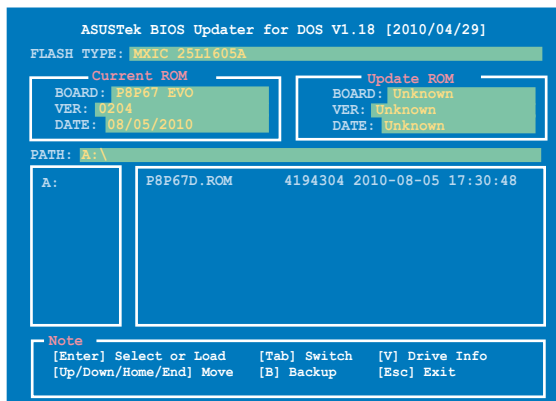 ASUSTek BIOS Updater for DOS V1.18 [2010/04/29]
FLASH TYPE: MXIC 25L1605A
Current ROM
BOARD: P8P67 EVO
VER: 0204
DATE: 08/05/2010
Update ROM
BOARD: Unknown
VER: Unknown
DATE: Unknown
PATH: A:\
A:
P8P67D.ROM 4194304 2010-08-05 17:30:48
Note
[Enter] Select or Load [Tab] Switch [V] Drive Info
[Up/Down/Home/End] Move [B] Backup [Esc] Exit